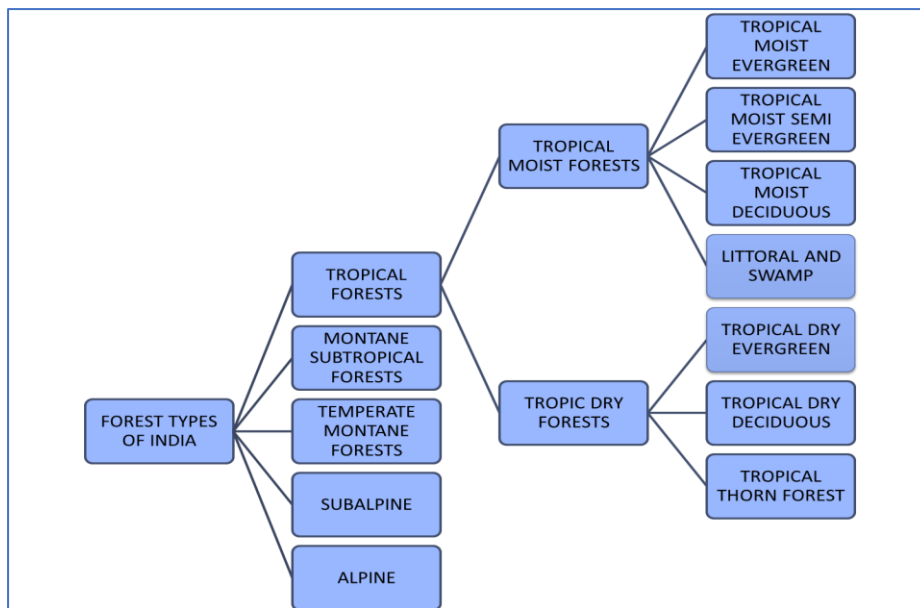 FOREST TYPES
OF INDIA
TROPICAL
FORESTS
MONTANE
SUBTROPICAL
FORESTS
TEMPERATE
MONTANE
FORESTS
SUBALPINE
ALPINE
TROPICAL
MOIST FORESTS
TROPIC DRY
FORESTS
TROPICAL
MOIST
EVERGREEN
TROPICAL
MOIST SEMI
EVERGREEN
TROPICAL
MOIST
DECIDUOUS
LITTORAL AND
SWAMP
TROPICAL DRY
EVERGREEN
TROPICAL DRY
DECIDUOUS
TROPICAL
THORN FOREST